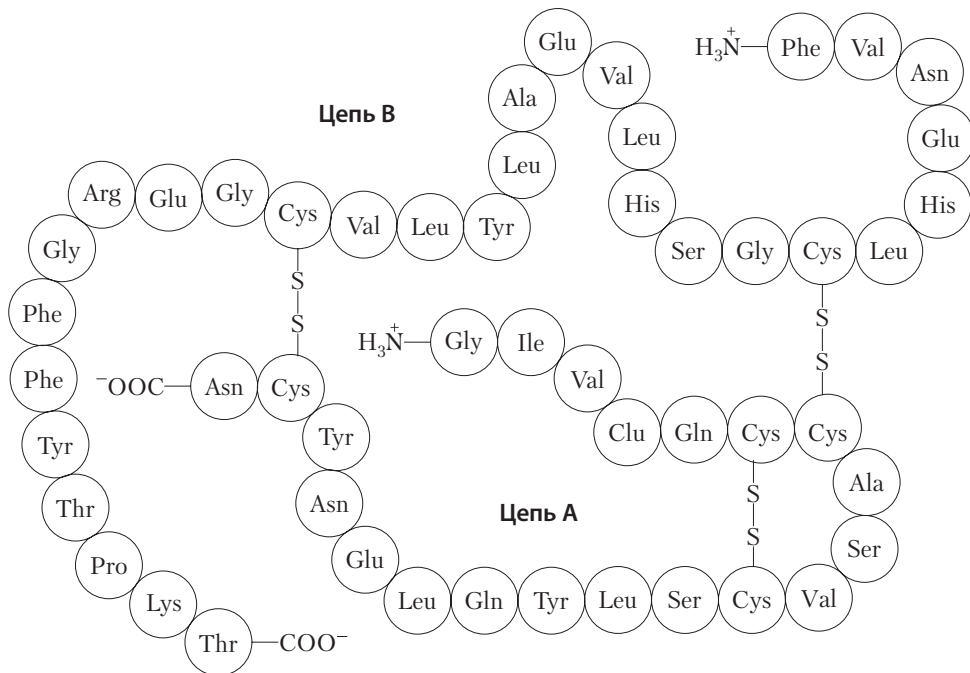 H₃N⁺ Phe Val Asn Glu His Leu Cys Gly Ser His Leu Val Glu Ala Leu Tyr Leu Val Cys Gly Glu Arg Gly Phe Phe Tyr Thr Pro Lys Thr COO⁻
Цепь B
S
S
S
S
H₃N⁺ Gly Ile Val Clu Gln Cys Cys Ala Ser Val Cys Ser Leu Tyr Gln Leu Glu Asn Tyr Cys Asn ⁻OOC
S
S
Цепь A